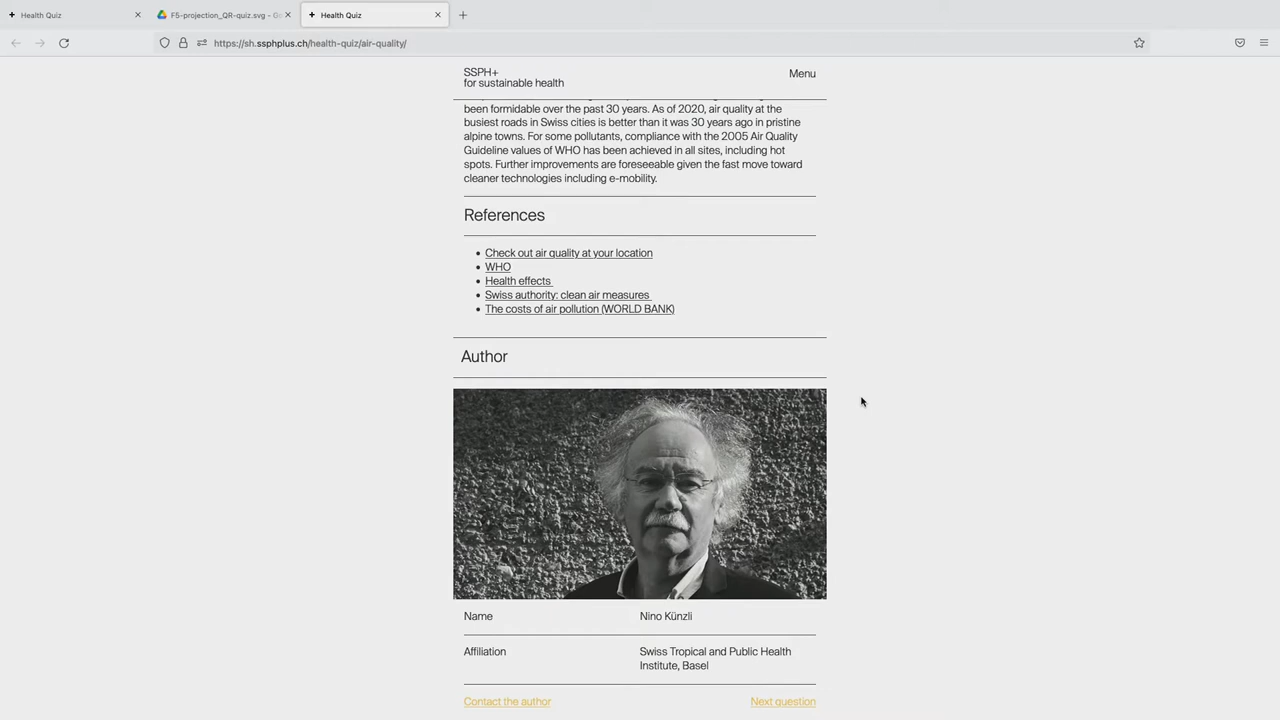 Health Quiz
F5-projection_QR-quiz.svg - Go
Health Quiz
https://sh.ssphplus.ch/health-quiz/air-quality/
SSPH+
for sustainable health
Menu
been formidable over the past 30 years. As of 2020, air quality at the
busiest roads in Swiss cities is better than it was 30 years ago in pristine
alpine towns. For some pollutants, compliance with the 2005 Air Quality
Guideline values of WHO has been achieved in all sites, including hot
spots. Further improvements are foreseeable given the fast move toward
cleaner technologies including e-mobility.
References
• Check out air quality at your location
• WHO
• Health effects
• Swiss authority: clean air measures
• The costs of air pollution (WORLD BANK)
Author
Name Nino Künzli
Affiliation Swiss Tropical and Public Health
Institute, Basel
Contact the author Next question